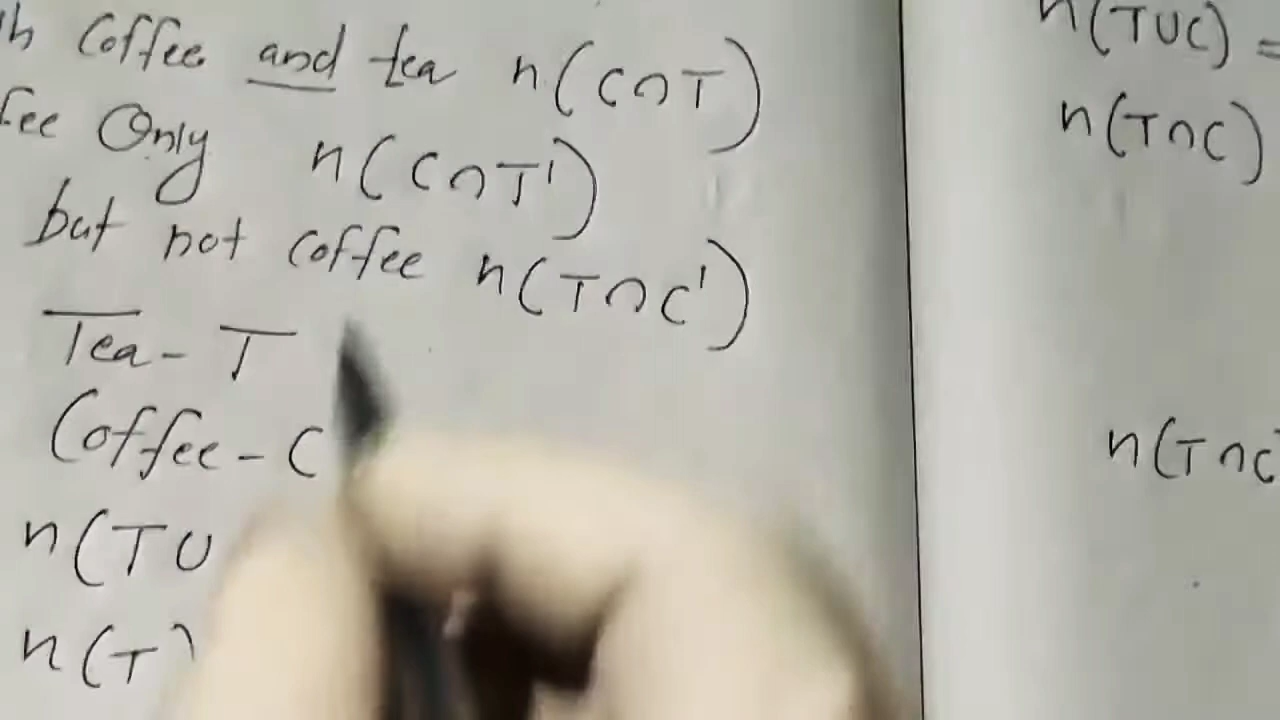 Coffee and tea n(C∩T)
Only n(C∩T')
but not coffee n(T∩C')
Tea - T
Coffee - C
n(TU
n(T)
n(TUC) =
n(T∩C)
n(T∩C